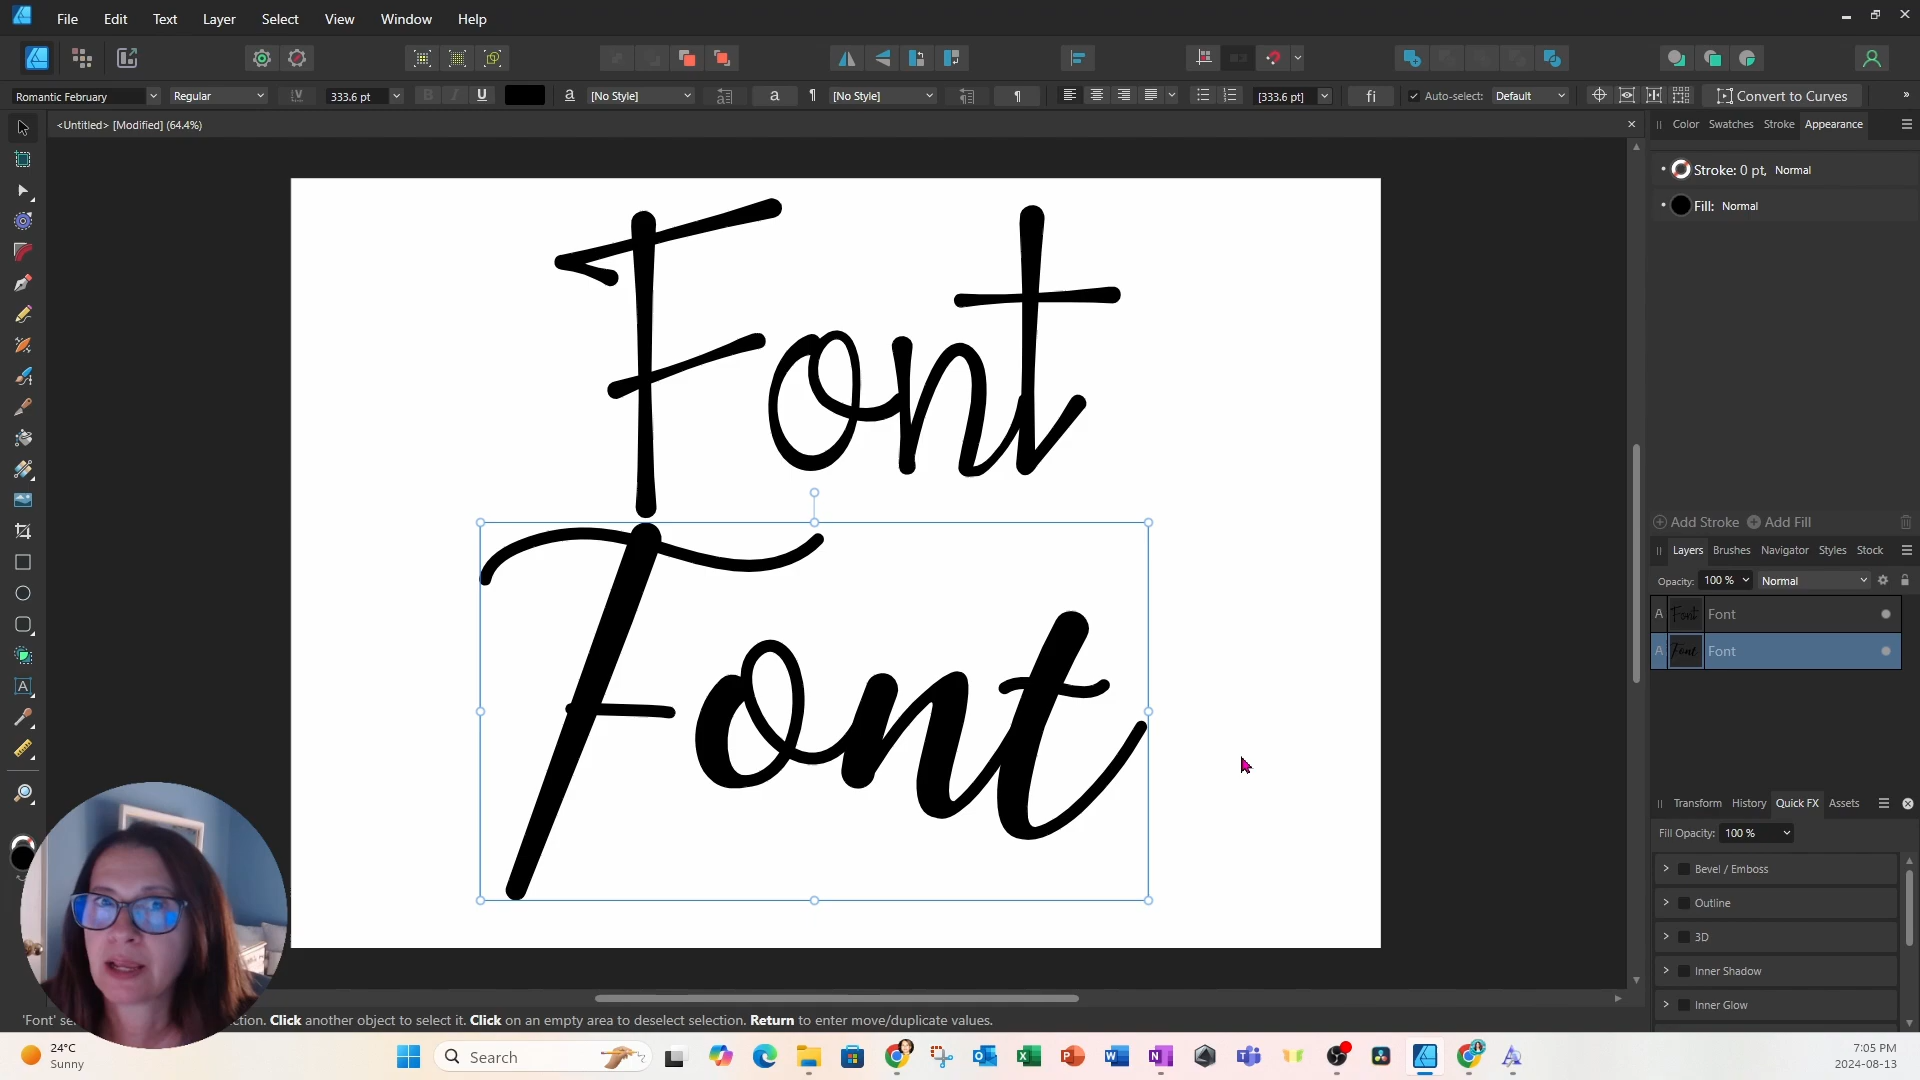 File Edit Text Layer Select View Window Help
Romantic February Regular 333.6 pt B I U a [No Style] a ¶ [No Style] ¶ [333.6 pt] fi Auto-select: Default Convert to Curves »
<Untitled> [Modified] (64.4%)
Color Swatches Stroke Appearance
Stroke: 0 pt, Normal
Fill: Normal
Font
Font
Add Stroke Add Fill
Layers Brushes Navigator Styles Stock
Opacity: 100 % Normal
A Font Font
A Font Font
Transform History Quick FX Assets
Fill Opacity: 100 %
Bevel / Emboss
Outline
3D
Inner Shadow
Inner Glow
'Font' se ction. Click another object to select it. Click on an empty area to deselect selection. Return to enter move/duplicate values.
24°C
Sunny
Search
7:05 PM
2024-08-13